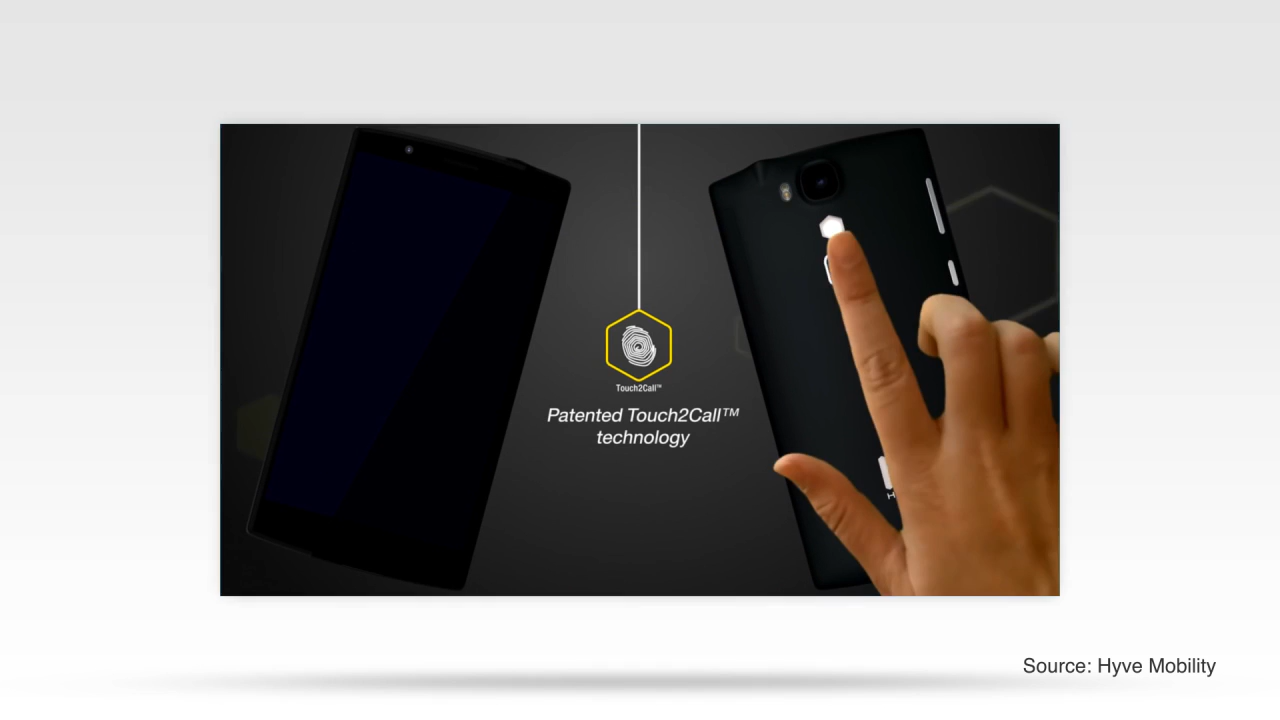 Touch2Call™
Patented Touch2Call™
technology
Source: Hyve Mobility